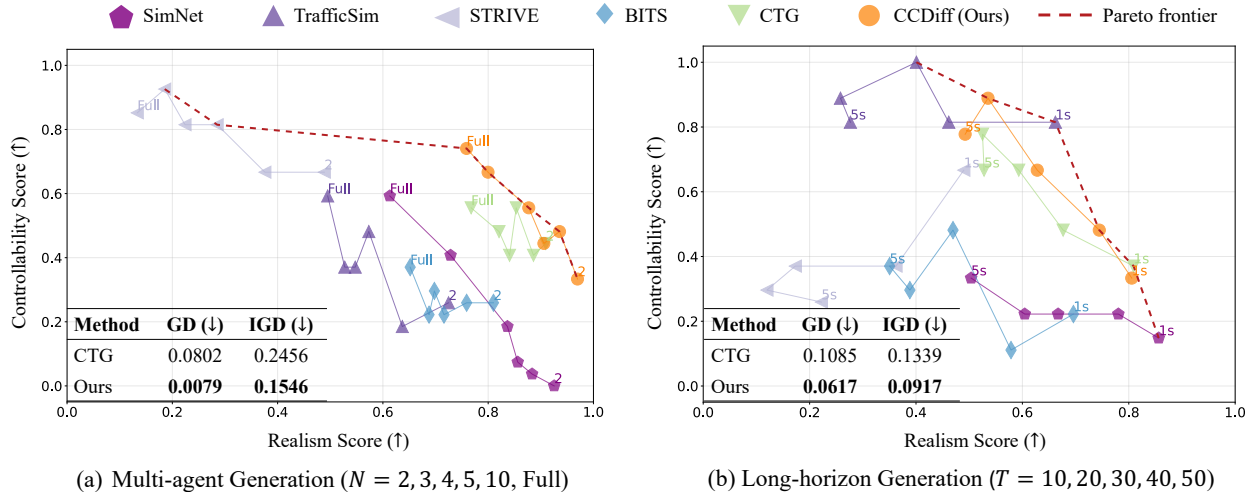 SimNet TrafficSim STRIVE BITS CTG CCDiff (Ours) Pareto frontier
Controllability Score (↑)
1.0
0.8
0.6
0.4
0.2
0.0
Full
2
Full
2
Full
2
Full
2
Full
2
Full
2
Method GD (↓) IGD (↓)
CTG 0.0802 0.2456
Ours 0.0079 0.1546
0.0 0.2 0.4 0.6 0.8 1.0
Realism Score (↑)
(a) Multi-agent Generation (N = 2, 3, 4, 5, 10, Full)
Controllability Score (↑)
1.0
0.8
0.6
0.4
0.2
0.0
5s
1s
5s
1s
5s
1s
5s
1s
5s
1s
5s
1s
Method GD (↓) IGD (↓)
CTG 0.1085 0.1339
Ours 0.0617 0.0917
0.0 0.2 0.4 0.6 0.8 1.0
Realism Score (↑)
(b) Long-horizon Generation (T = 10, 20, 30, 40, 50)